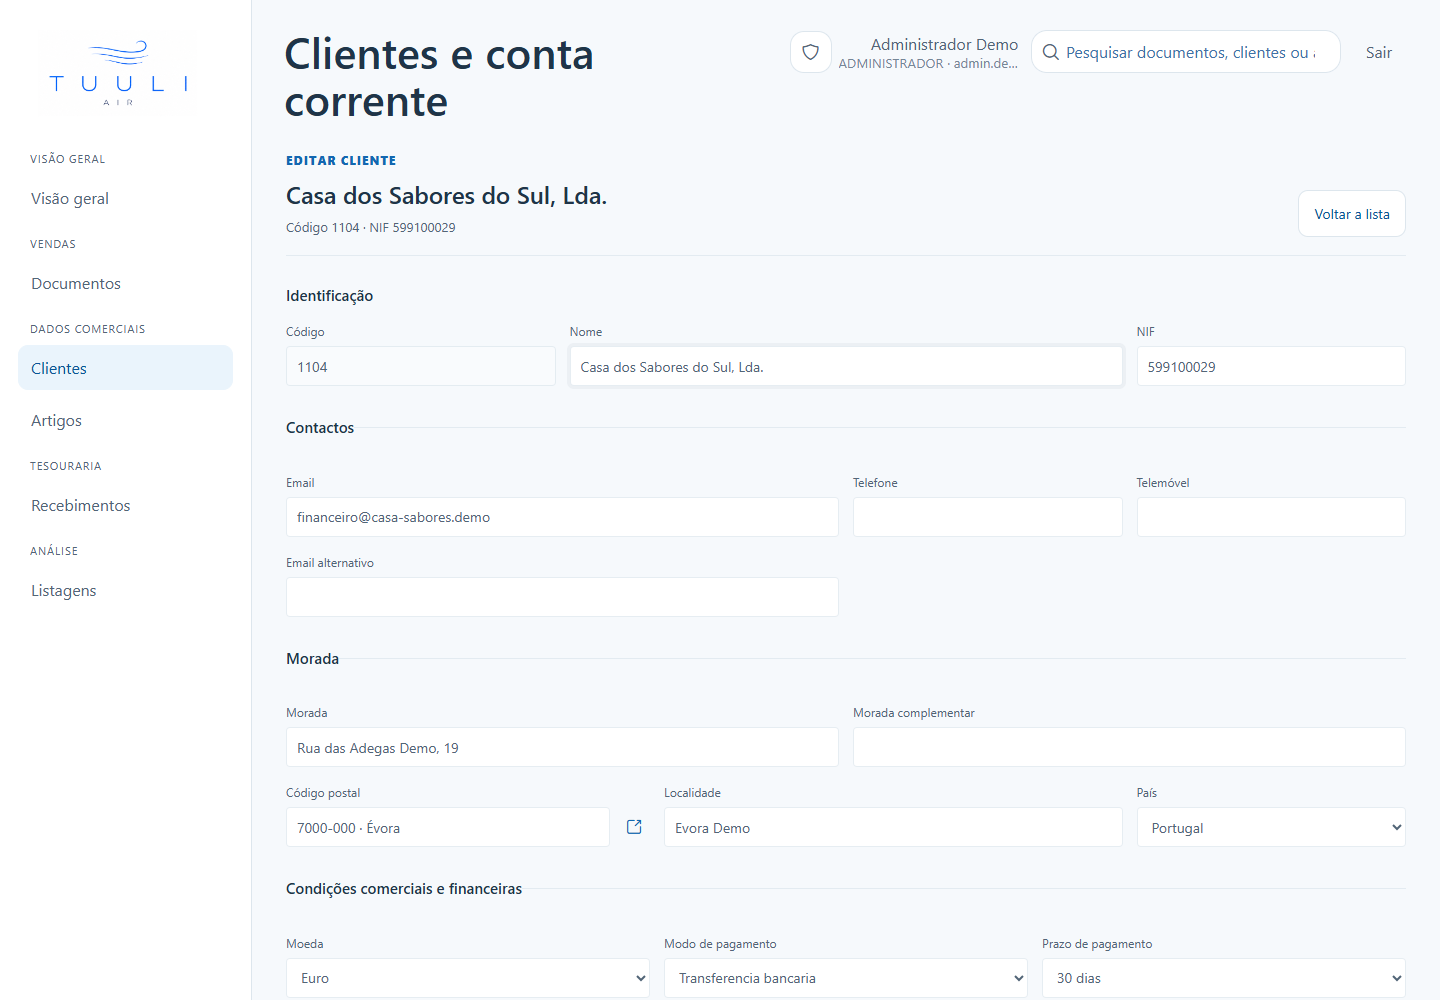 TUULI
AIR
VISÃO GERAL
Visão geral
VENDAS
Documentos
DADOS COMERCIAIS
Clientes
Artigos
TESOURARIA
Recebimentos
ANÁLISE
Listagens
Clientes e conta
corrente
Administrador Demo
ADMINISTRADOR · admin.de...
Pesquisar documentos, clientes ou
Sair
EDITAR CLIENTE
Casa dos Sabores do Sul, Lda.
Código 1104 · NIF 599100029
Voltar a lista
Identificação
Código
Nome
NIF
1104
Casa dos Sabores do Sul, Lda.
599100029
Contactos
Email
Telefone
Telemóvel
financeiro@casa-sabores.demo
Email alternativo
Morada
Morada
Morada complementar
Rua das Adegas Demo, 19
Código postal
Localidade
País
7000-000 · Évora
Evora Demo
Portugal
Condições comerciais e financeiras
Moeda
Modo de pagamento
Prazo de pagamento
Euro
Transferencia bancaria
30 dias